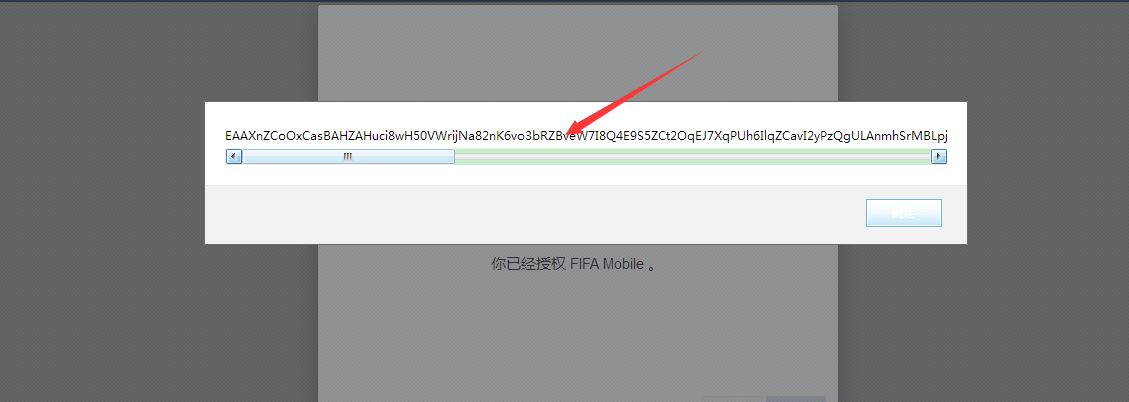 EAAXnZCoOxCasBAHZAHuci8wH50VWrijNa82nK6vo3bRZBveW7I8Q4E9S5ZCt2OqEJ7XqPUh6IlqZCavI2yPzQgULAnmhSrMBLpj
你已经授权 FIFA Mobile 。